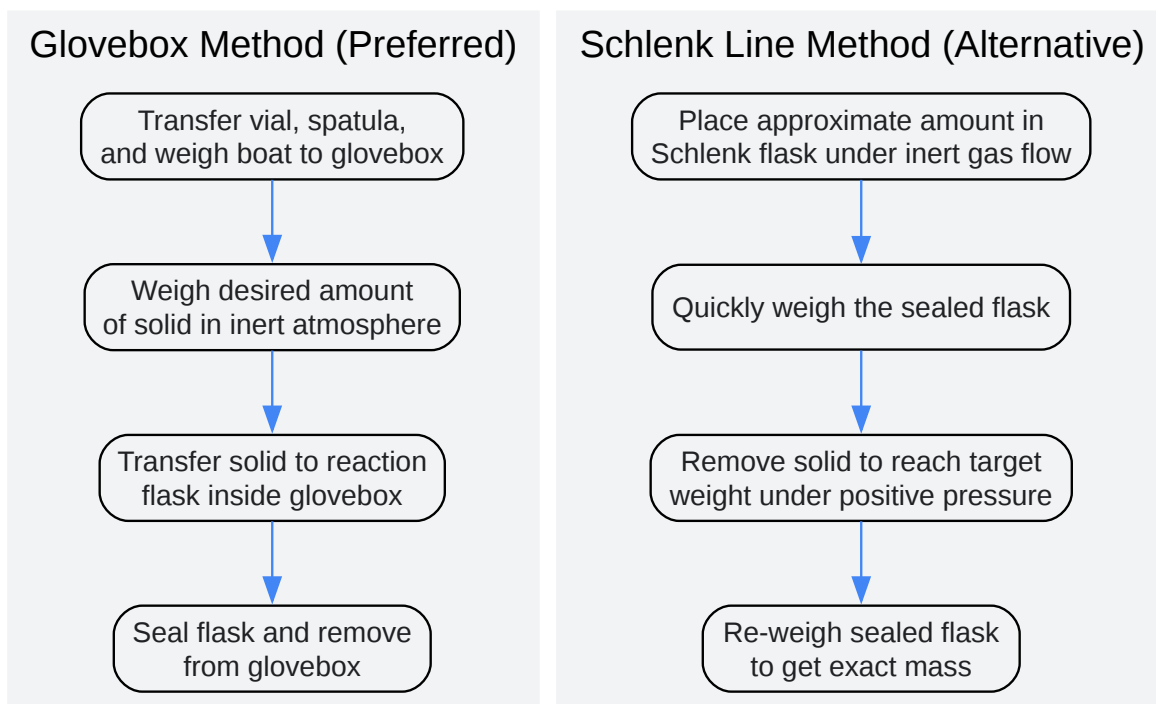 Glovebox Method (Preferred)
Transfer vial, spatula,
and weigh boat to glovebox
Weigh desired amount
of solid in inert atmosphere
Transfer solid to reaction
flask inside glovebox
Seal flask and remove
from glovebox
Schlenk Line Method (Alternative)
Place approximate amount in
Schlenk flask under inert gas flow
Quickly weigh the sealed flask
Remove solid to reach target
weight under positive pressure
Re-weigh sealed flask
to get exact mass